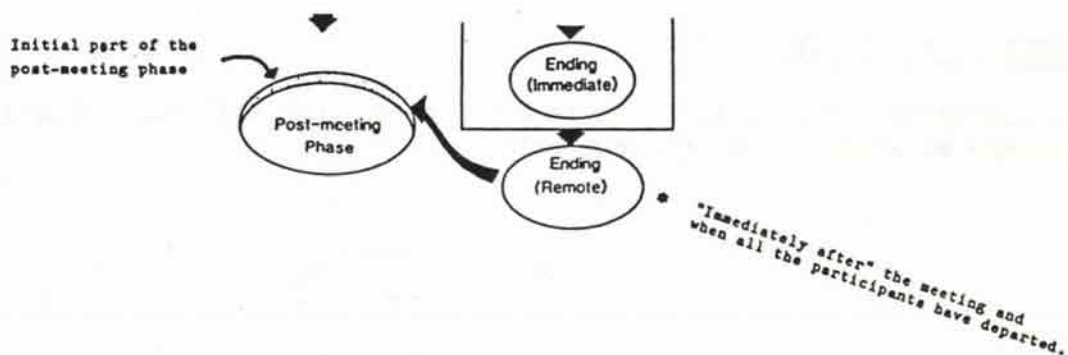 Initial part of the
post-meeting phase
Post-meeting
Phase
Ending
(Immediate)
Ending
(Remote)
* "Immediately after" the meeting and
when all the participants have departed.